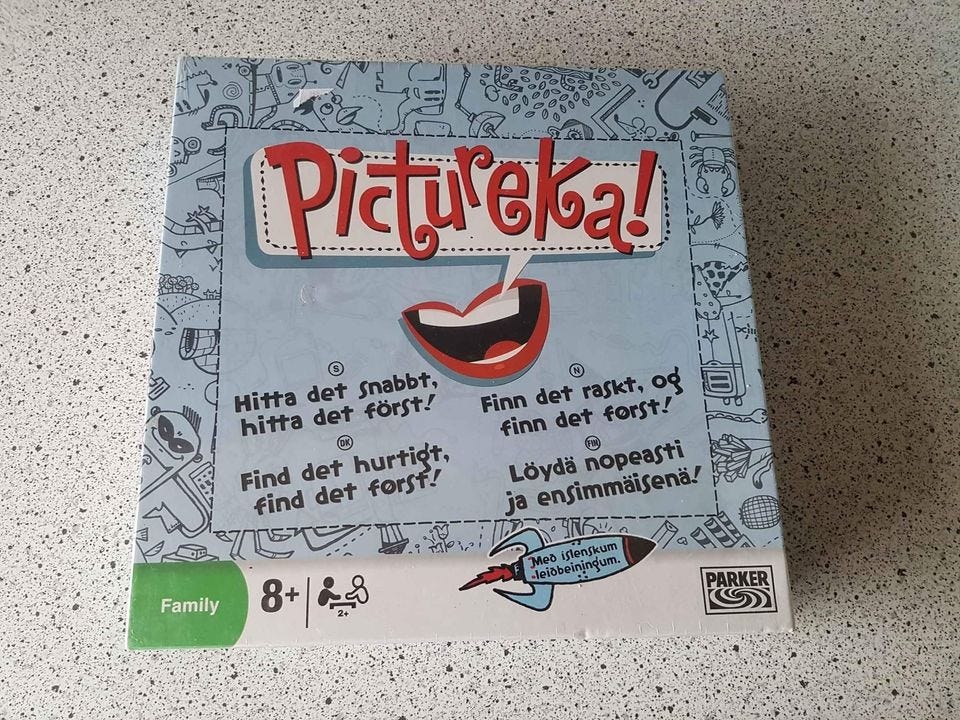 Pictureka!
S
Hitta det snabbt,
hitta det först!
N
Finn det raskt, og
finn det først!
DK
Find det hurtigt,
find det først!
FIN
Löydä nopeasti
ja ensimmäisenä!
Með íslenskum
leiðbeiningum.
Family
8+
2+
PARKER